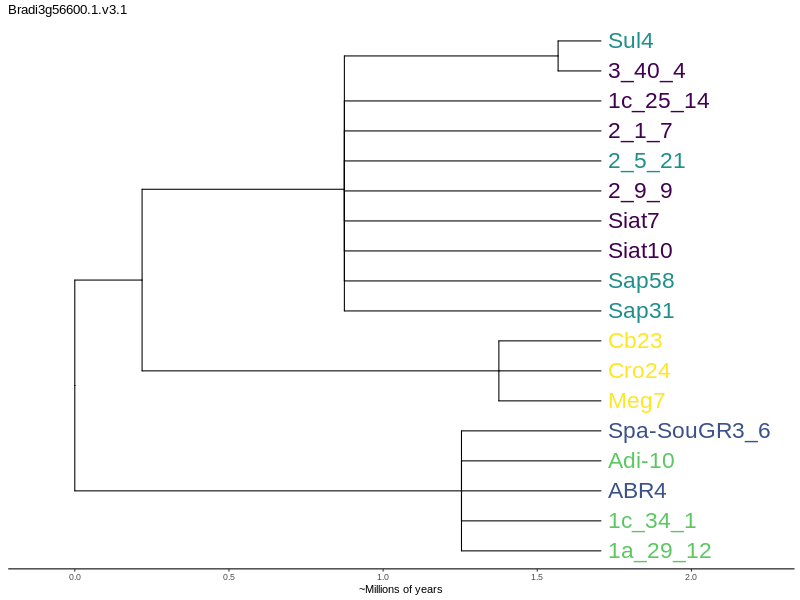 Bradi3g56600.1.v3.1
Sul4
3_40_4
1c_25_14
2_1_7
2_5_21
2_9_9
Siat7
Siat10
Sap58
Sap31
Cb23
Cro24
Meg7
Spa-SouGR3_6
Adi-10
ABR4
1c_34_1
1a_29_12
0.0 0.5 1.0 1.5 2.0
~Millions of years